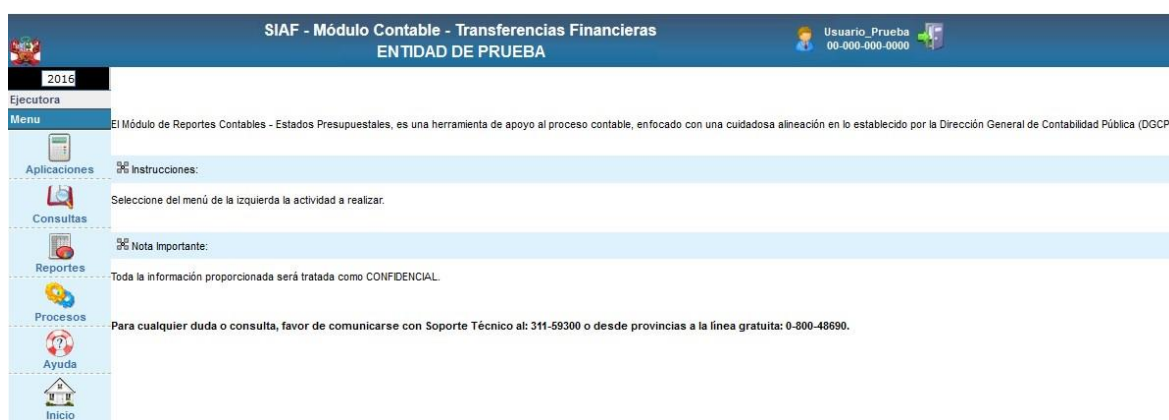 SIAF - Módulo Contable - Transferencias Financieras
ENTIDAD DE PRUEBA
Usuario_Prueba
00-000-000-0000
2016
Ejecutora
Menu
El Módulo de Reportes Contables - Estados Presupuestales, es una herramienta de apoyo al proceso contable, enfocado con una cuidadosa alineación en lo establecido por la Dirección General de Contabilidad Pública (DGCP
Aplicaciones
Instrucciones:
Seleccione del menú de la izquierda la actividad a realizar.
Consultas
Nota Importante:
Reportes
Toda la información proporcionada será tratada como CONFIDENCIAL.
Procesos
Para cualquier duda o consulta, favor de comunicarse con Soporte Técnico al: 311-59300 o desde provincias a la línea gratuita: 0-800-48690.
Ayuda
Inicio